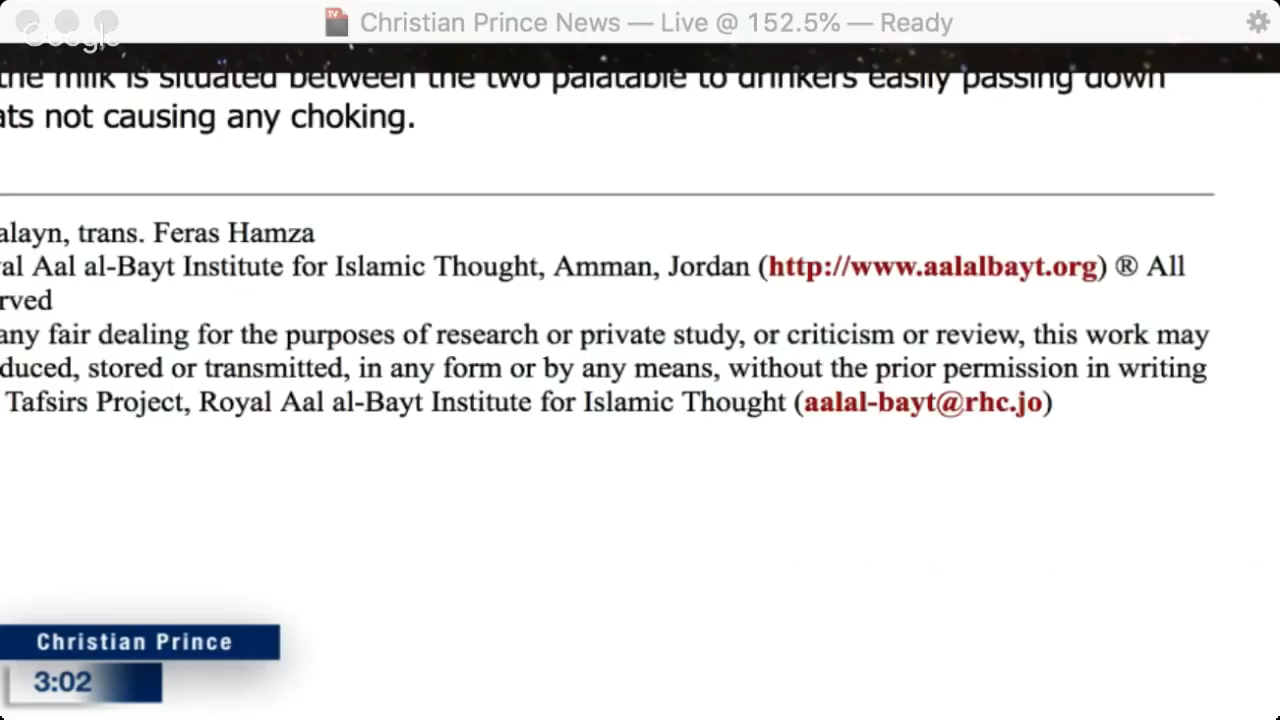 Christian Prince News — Live @ 152.5% — Ready
Google
the milk is situated between the two palatable to drinkers easily passing down
ats not causing any choking.
alayn, trans. Feras Hamza
yal Aal al-Bayt Institute for Islamic Thought, Amman, Jordan (http://www.aalalbayt.org) ® All
rved
any fair dealing for the purposes of research or private study, or criticism or review, this work may
duced, stored or transmitted, in any form or by any means, without the prior permission in writing
Tafsirs Project, Royal Aal al-Bayt Institute for Islamic Thought (aalal-bayt@rhc.jo)
Christian Prince
3:02